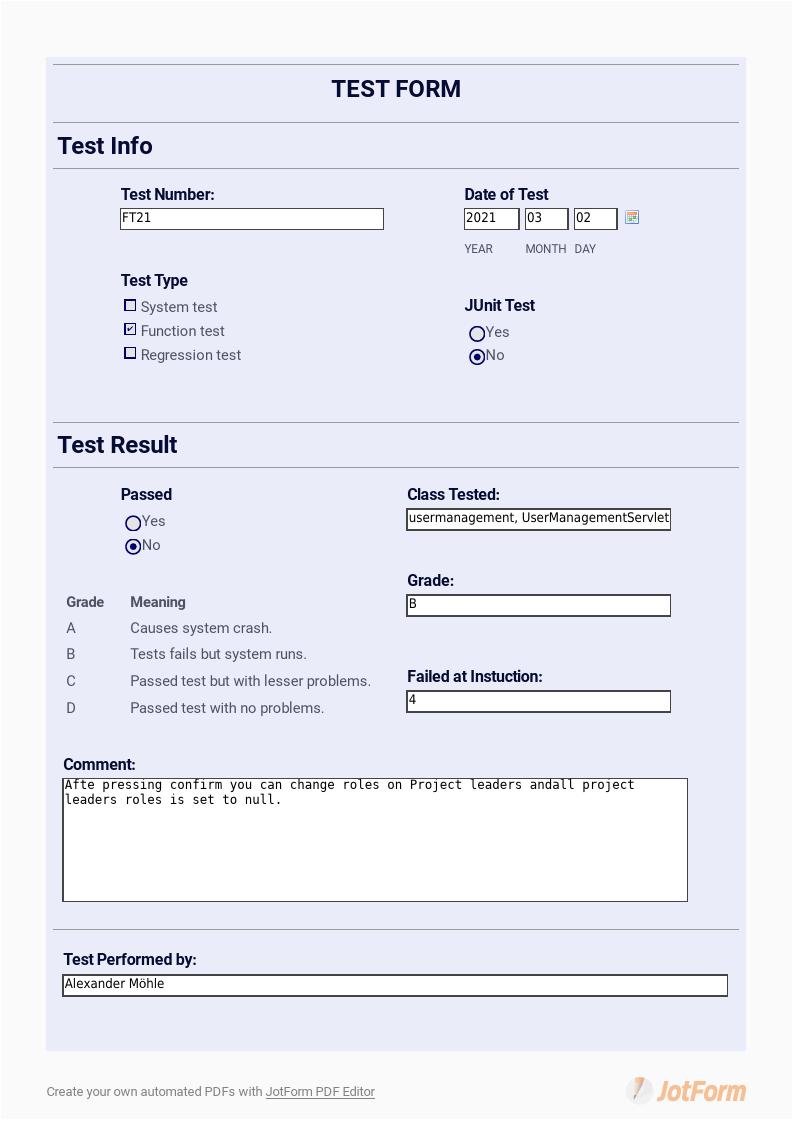 TEST FORM
Test Info
Test Number:
FT21
Date of Test
2021 03 02
YEAR MONTH DAY
Test Type
System test
Function test
Regression test
JUnit Test
Yes
No
Test Result
Passed
Yes
No
Class Tested:
usermanagement, UserManagementServlet
Grade:
B
Grade Meaning
A Causes system crash.
B Tests fails but system runs.
C Passed test but with lesser problems.
D Passed test with no problems.
Failed at Instuction:
4
Comment:
Afte pressing confirm you can change roles on Project leaders andall project
leaders roles is set to null.
Test Performed by:
Alexander Möhle
Create your own automated PDFs with JotForm PDF Editor
JotForm